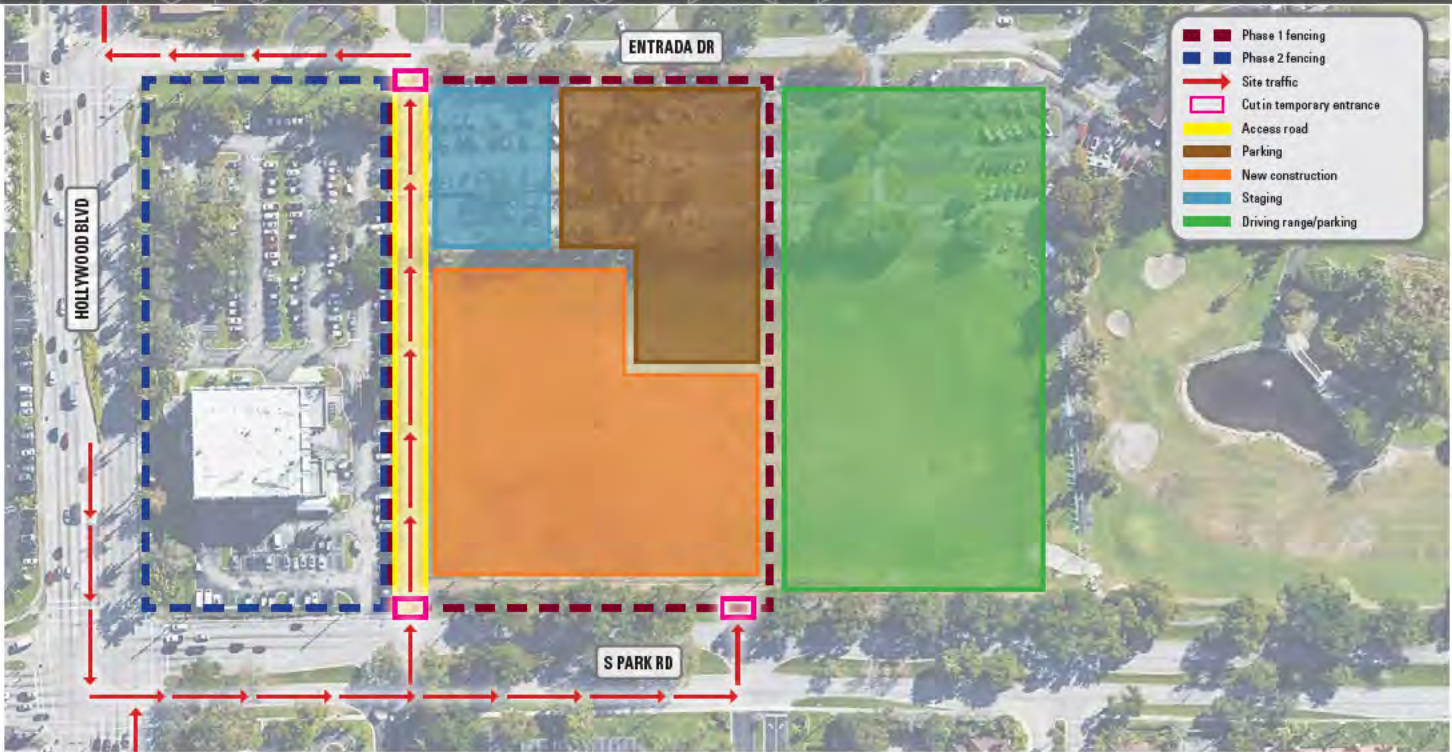 ENTRADA DR
Phase 1 fencing
Phase 2 fencing
Site traffic
Cut in temporary entrance
Access road
Parking
New construction
Staging
Driving range/parking
HOLLYWOOD BLVD
S PARK RD